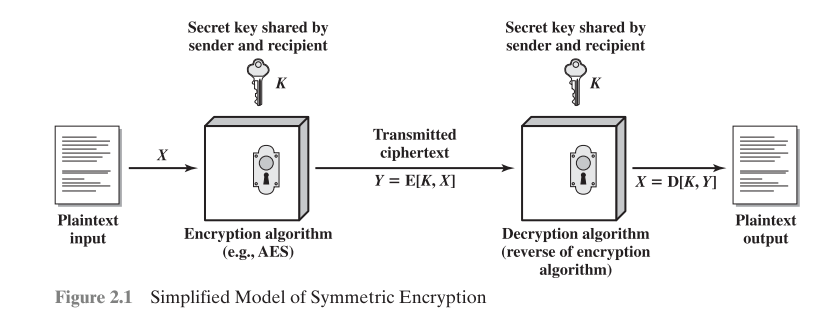 Secret key shared by
sender and recipient
K
Secret key shared by
sender and recipient
K
X
Transmitted
ciphertext
Y = E[K, X]
X = D[K, Y]
Plaintext
input
Encryption algorithm
(e.g., AES)
Decryption algorithm
(reverse of encryption
algorithm)
Plaintext
output
Figure 2.1 Simplified Model of Symmetric Encryption